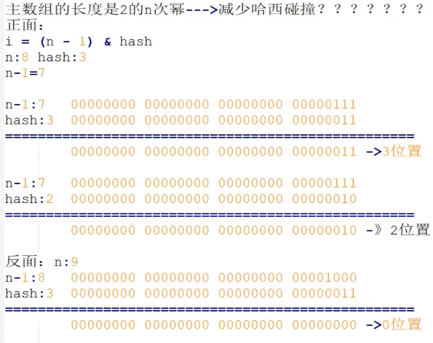 主数组的长度是2的n次幂--->减少哈西碰撞???????
正面:
i = (n - 1) & hash
n:8 hash:3
n-1=7
n-1:7 00000000 00000000 00000000 00000111
hash:3 00000000 00000000 00000000 00000011
==================================================
00000000 00000000 00000000 00000011 ->3位置
n-1:7 00000000 00000000 00000000 00000111
hash:2 00000000 00000000 00000000 00000010
==================================================
00000000 00000000 00000000 00000010 -》2位置
反面: n:9
n-1:8 00000000 00000000 00000000 00001000
hash:3 00000000 00000000 00000000 00000011
==================================================
00000000 00000000 00000000 00000000 ->0位置